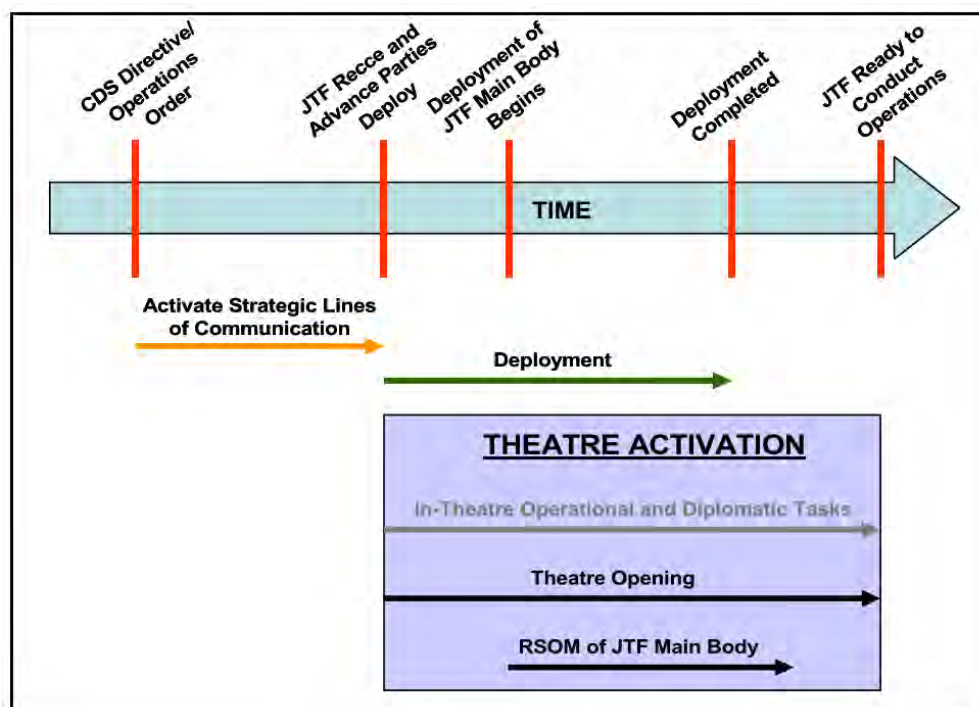 CDS Directive/
Operations
Order
JTF Recce and
Advance Parties
Deploy
Deployment of
JTF Main Body
Begins
Deployment
Completed
JTF Ready to
Conduct
Operations
TIME
Activate Strategic Lines
of Communication
Deployment
THEATRE ACTIVATION
In-Theatre Operational and Diplomatic Tasks
Theatre Opening
RSOM of JTF Main Body